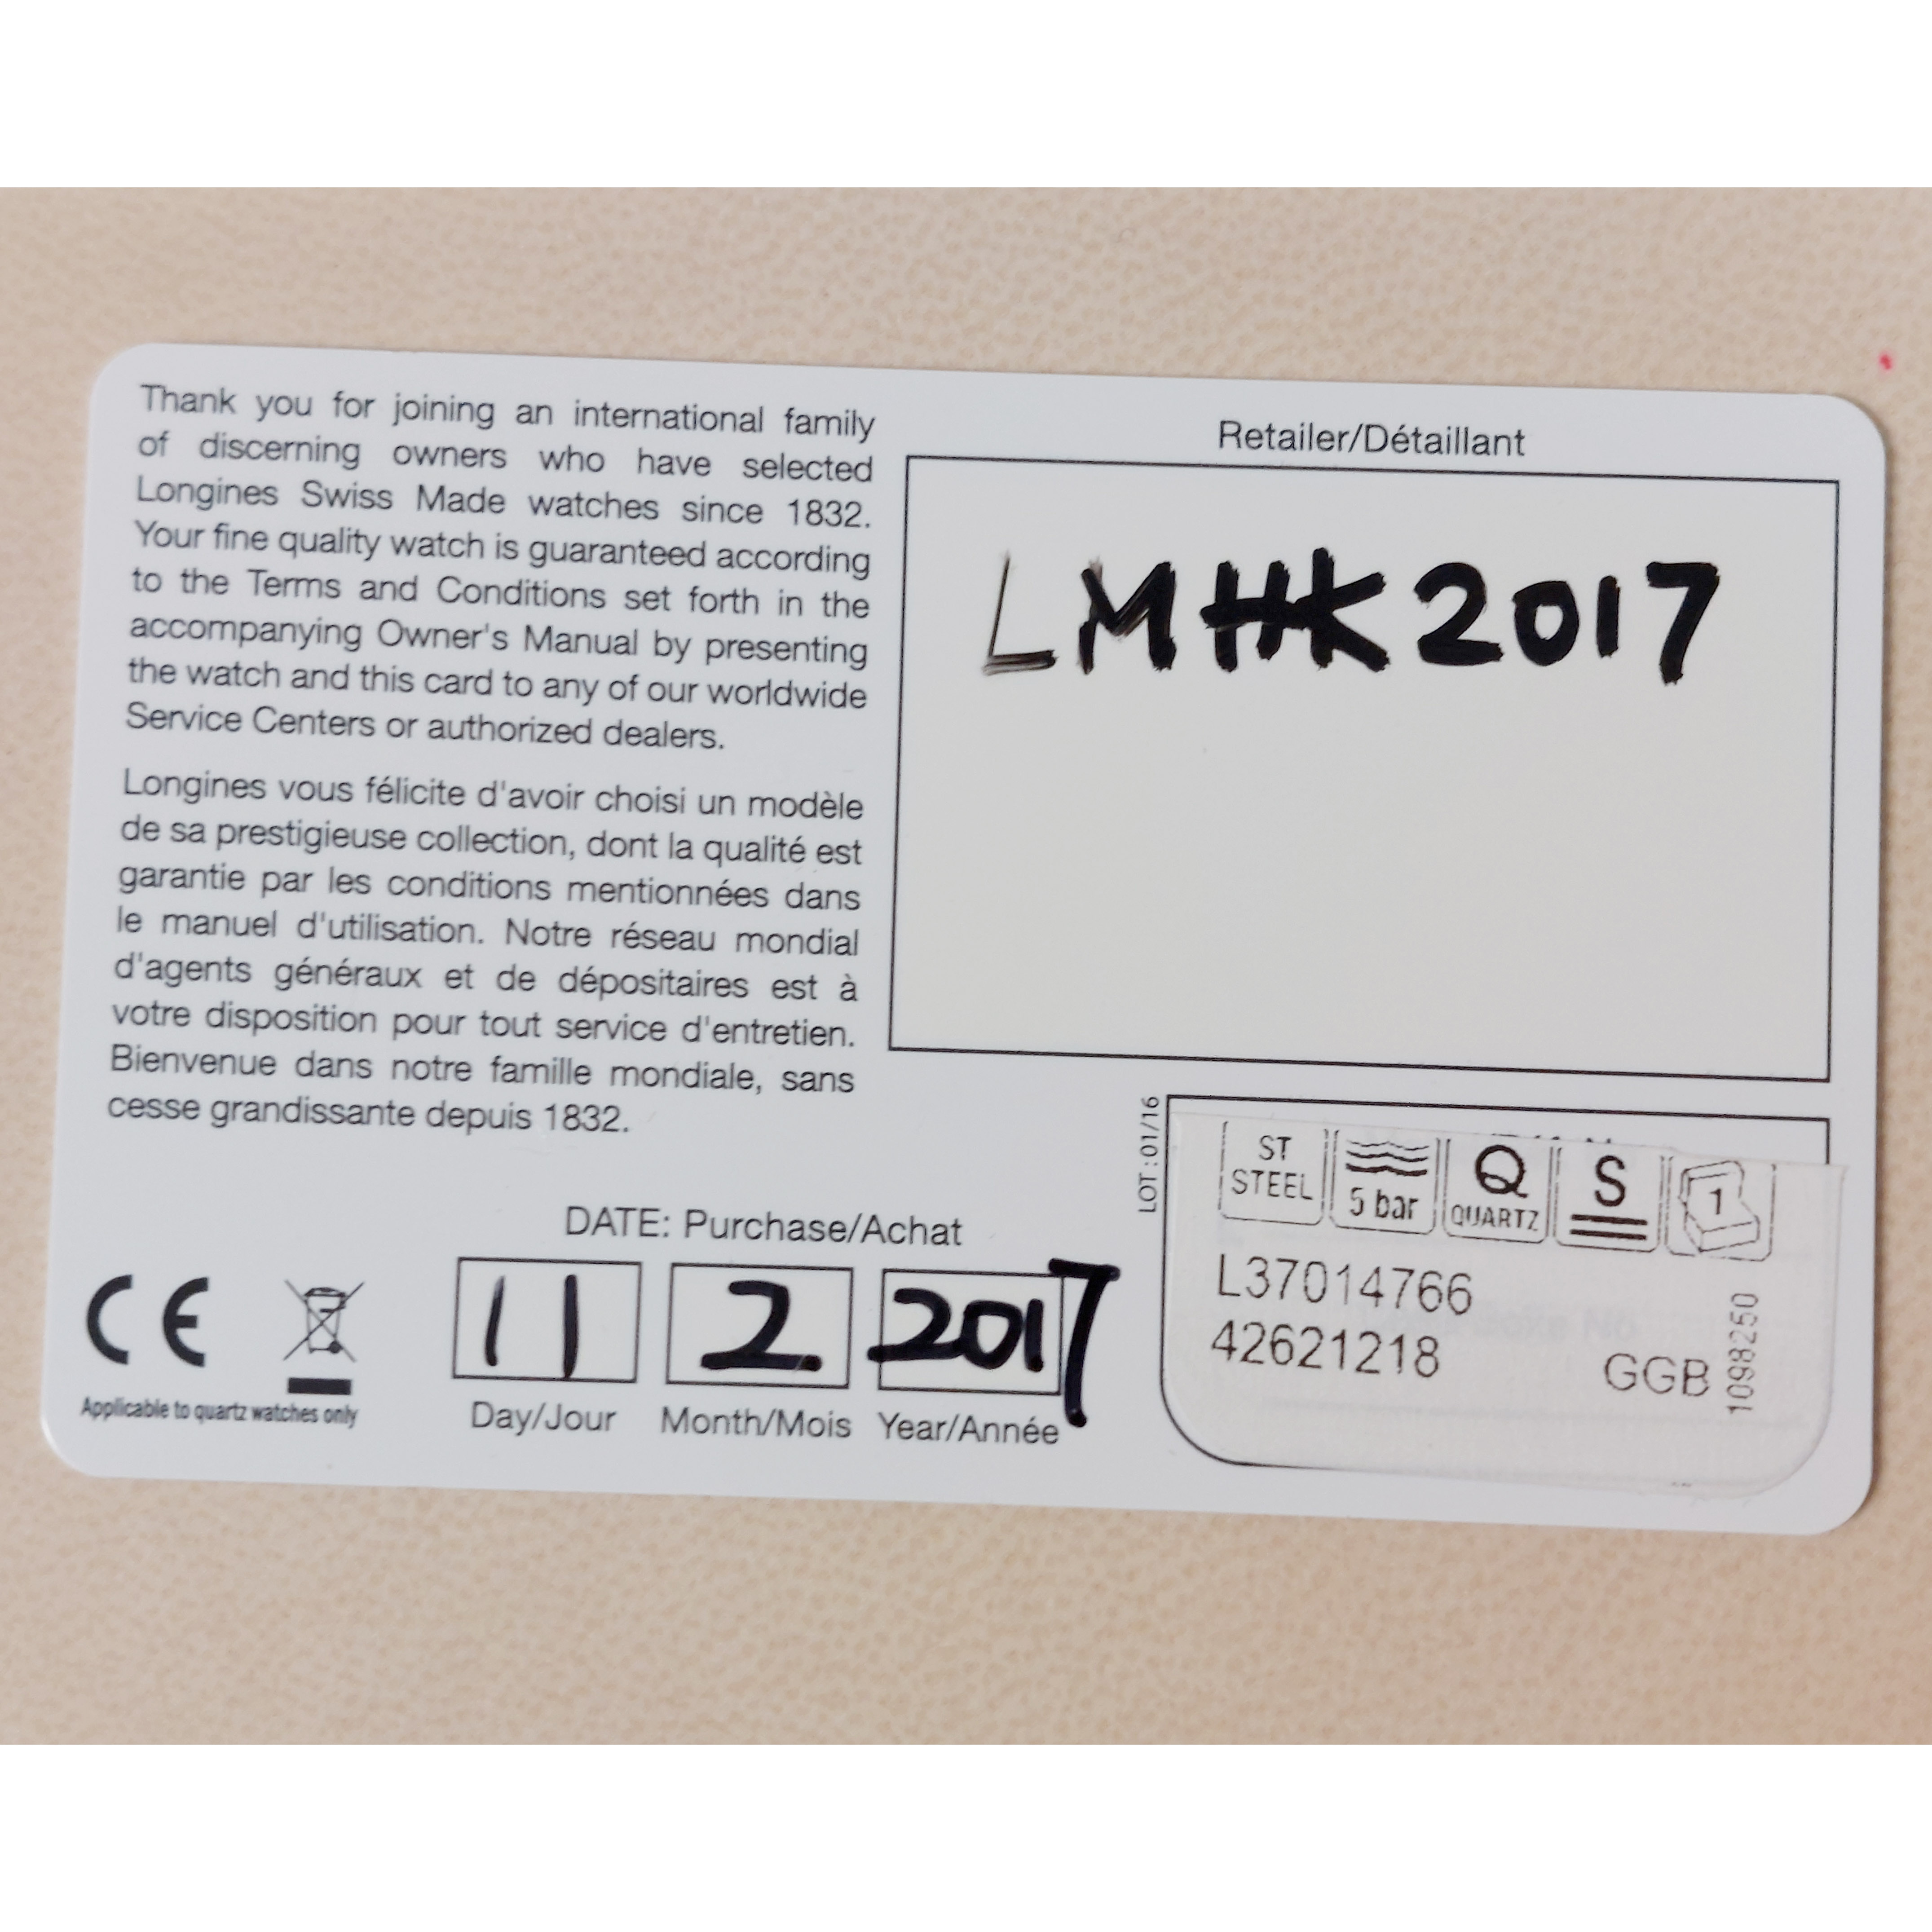 Thank you for joining an international family
of discerning owners who have selected
Longines Swiss Made watches since 1832.
Your fine quality watch is guaranteed according
to the Terms and Conditions set forth in the
accompanying Owner's Manual by presenting
the watch and this card to any of our worldwide
Service Centers or authorized dealers.
Longines vous félicite d'avoir choisi un modèle
de sa prestigieuse collection, dont la qualité est
garantie par les conditions mentionnées dans
le manuel d'utilisation. Notre réseau mondial
d'agents généraux et de dépositaires est à
votre disposition pour tout service d'entretien.
Bienvenue dans notre famille mondiale, sans
cesse grandissante depuis 1832.
Retailer/Détaillant
LMHK2017
DATE: Purchase/Achat
11 2 2017
Day/Jour Month/Mois Year/Année
CE
Applicable to quartz watches only
LOT :01/16
ST STEEL
5 bar
Q QUARTZ
S
1
L37014766
42621218 GGB
1098250